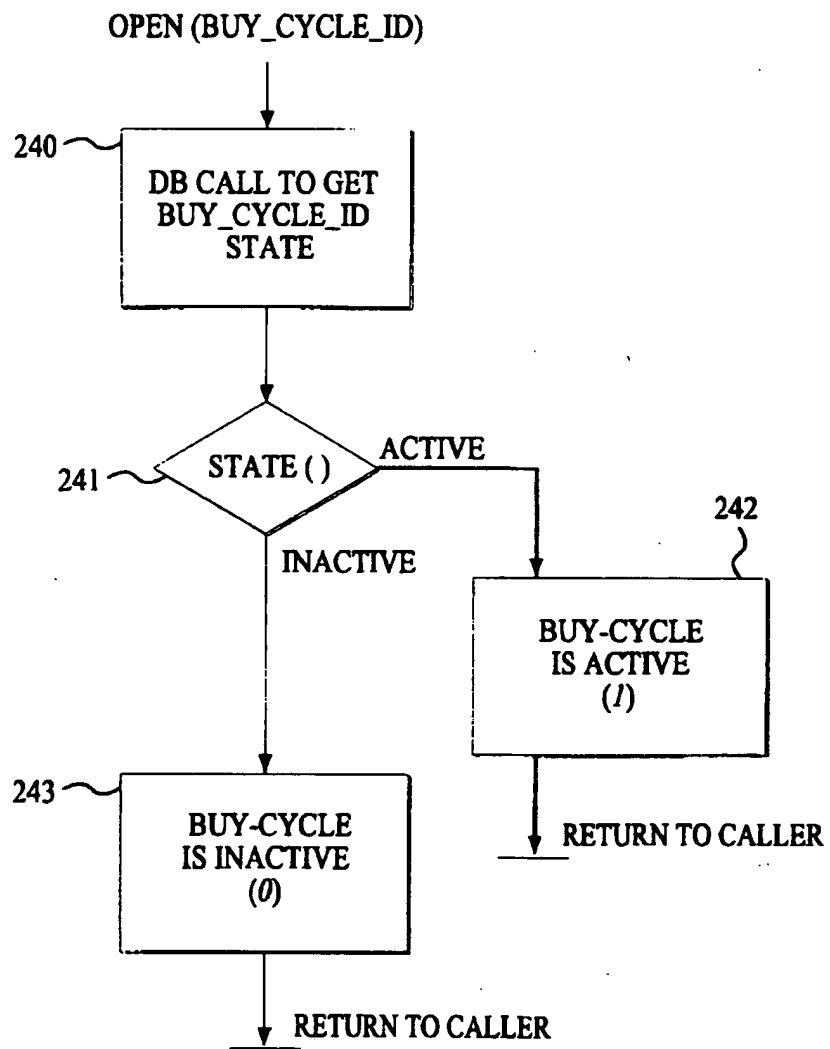 OPEN (BUY_CYCLE_ID)
240
DB CALL TO GET
BUY_CYCLE_ID
STATE
241
STATE ( )
ACTIVE
INACTIVE
242
BUY-CYCLE
IS ACTIVE
(1)
RETURN TO CALLER
243
BUY-CYCLE
IS INACTIVE
(0)
RETURN TO CALLER